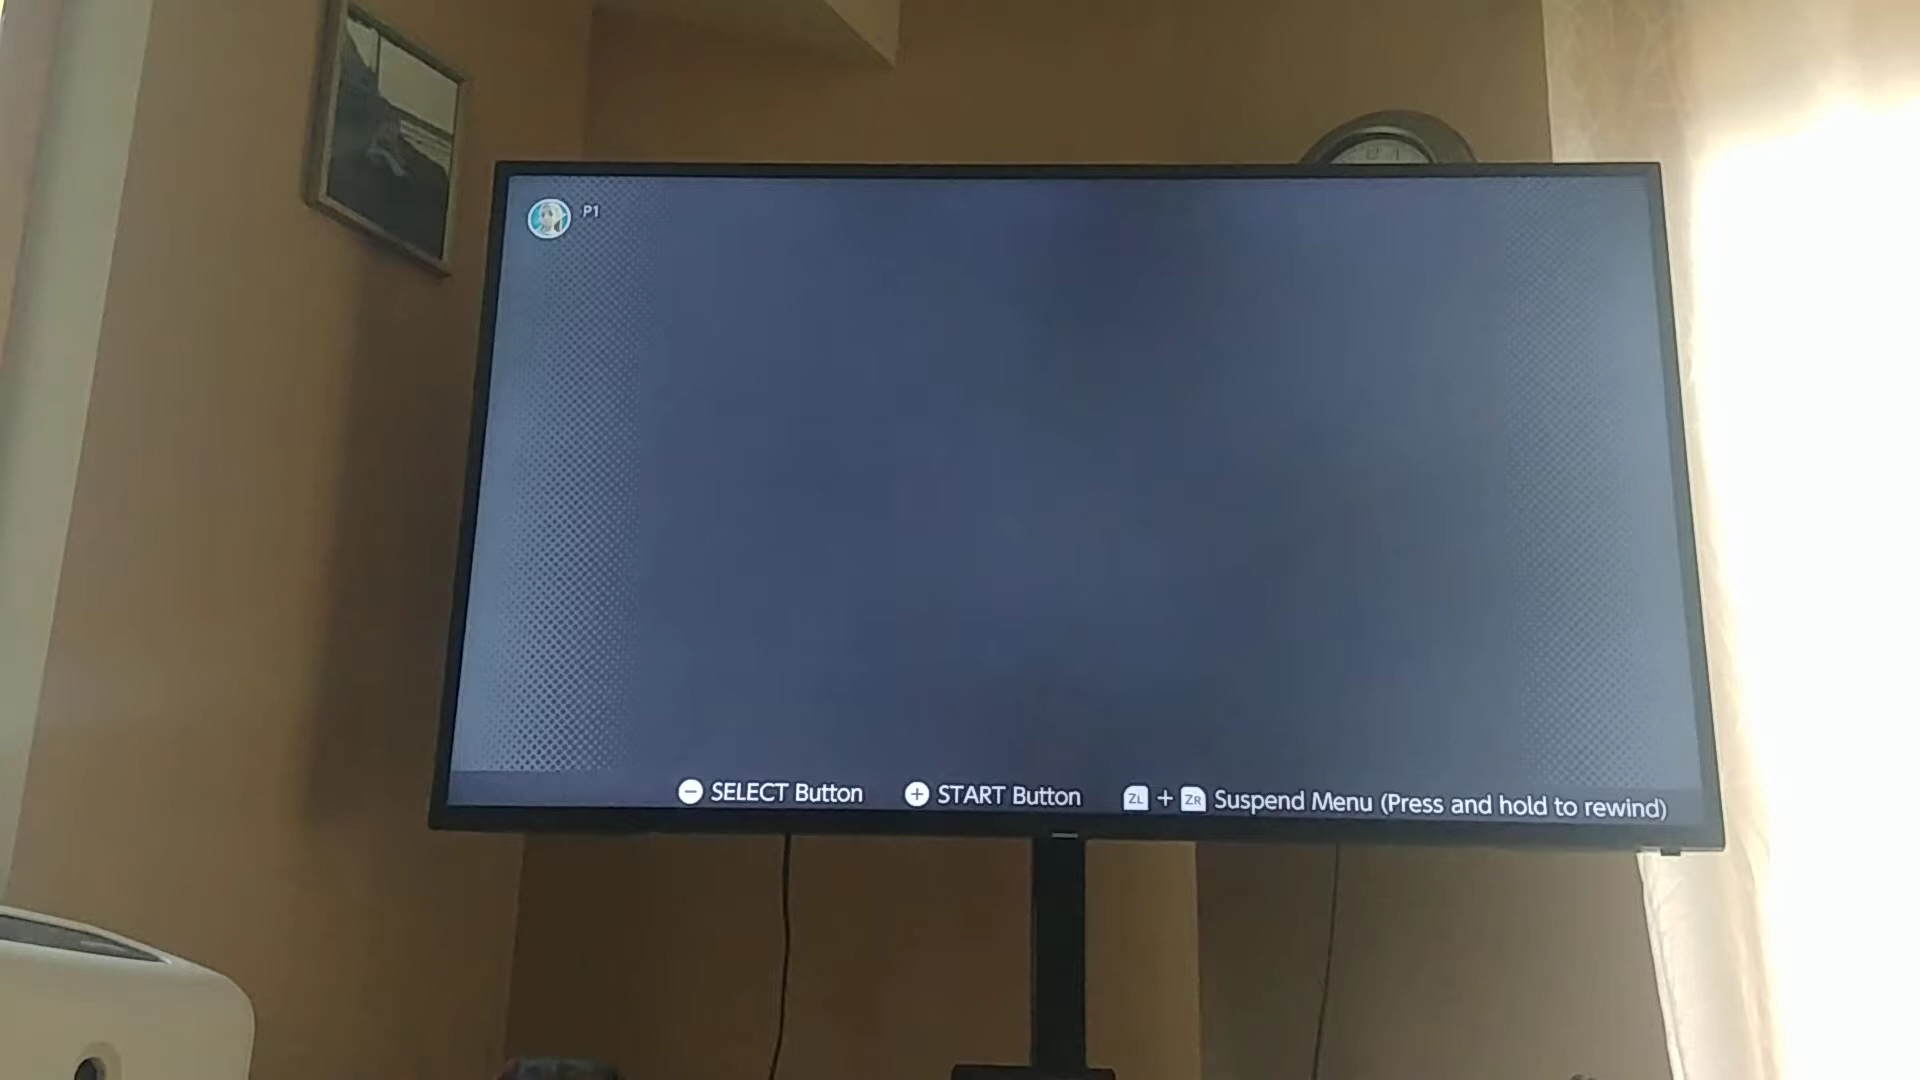 P1
SELECT Button START Button ZL + ZR Suspend Menu (Press and hold to rewind)